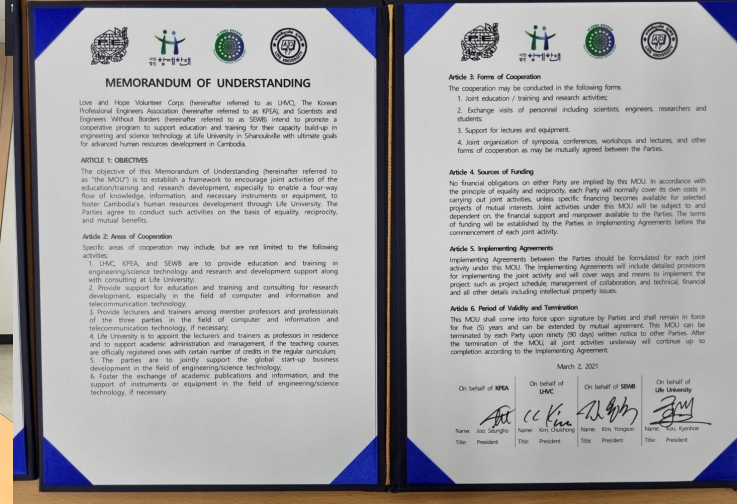 MEMORANDUM OF UNDERSTANDING
Love and Hope Volunteer Corps (hereinafter referred to as LHVC), The Korean
Professional Engineers Association (hereinafter referred to as KPEA), and Scientists and
Engineers Without Borders (hereinafter referred to as SEWB) intend to promote a
cooperative program to support education and training for their capacity build-up in
engineering and science technology at Life University in Sihanoukville with ultimate goals
for advanced human resources development in Cambodia.
ARTICLE 1: OBJECTIVES
The objective of this Memorandum of Understanding (hereinafter referred to
as "the MOU") is to establish a framework to encourage joint activities of the
education/training and research development, especially to enable a four-way
flow of knowledge, information, and necessary instruments or equipment, to
foster Cambodia's human resources development through Life University. The
Parties agree to conduct such activities on the basis of equality, reciprocity,
and mutual benefits.
Article 2: Areas of Cooperation
Specific areas of cooperation may include, but are not limited to the following
activities;
1. LHVC, KPEA, and SEWB are to provide education and training in
engineering/science technology and research and development support along
with consulting at Life University;
2. Provide support for education and training and consulting for research
development, especially in the field of computer and information and
telecommunication technology;
3. Provide lecturers and trainers among member professors and professionals
of the three parties in the field of computer and information and
telecommunication technology, if necessary;
4. Life University is to appoint the lecturers and trainers as professors in residence
and to support academic administration and management, if the teaching courses
are officially registered ones with certain number of credits in the regular curriculum;
5. The parties are to jointly support the global start-up business
development in the field of engineering/science technology;
6. Foster the exchange of academic publications and information, and the
support of instruments or equipment in the field of engineering/science
technology, if necessary.
함께하대
Article 3: Forms of Cooperation
The cooperation may be conducted in the following forms
1. Joint education / training and research activities;
2. Exchange visits of personnel including scientists, engineers, researchers and
students;
3. Support for lectures and equipment.
4. Joint organization of symposia, conferences, workshops and lectures, and other
forms of cooperation as may be mutually agreed between the Parties.
Article 4. Sources of Funding
No financial obligations on either Party are implied by this MOU. In accordance with
the principle of equality and reciprocity, each Party will normally cover its own costs in
carrying out joint activities, unless specific financing becomes available for selected
projects of mutual interests. Joint activities under this MOU will be subject to and
dependent on, the financial support and manpower available to the Parties. The terms
of funding will be established by the Parties in Implementing Agreements before the
commencement of each joint activity.
Article 5. Implementing Agreements
Implementing Agreements between the Parties should be formulated for each joint
activity under this MOU. The Implementing Agreements will include detailed provisions
for implementing the joint activity and will cover ways and means to implement the
project such as project schedule, management of collaboration, and technical, financial
and all other details including intellectual property issues.
Article 6. Period of Validity and Termination
This MOU shall come into force upon signature by Parties and shall remain in force
for five (5) years and can be extended by mutual agreement. This MOU can be
terminated by each Party upon ninety (90 days) written notice to other Parties. After
the termination of the MOU, all joint activities underway will continue up to
completion according to the Implementing Agreement.
March 2, 2021
On behalf of KPEA
On behalf of
LHVC
On behalf of SEWB
On behalf of
Life University
Name: Joo, Seungho
Name: Kim, Chulchong
Name: Kim, Yongsoo
Name: Koo, Kyenhoe
Title: President
Title: President
Title: President
Title: President